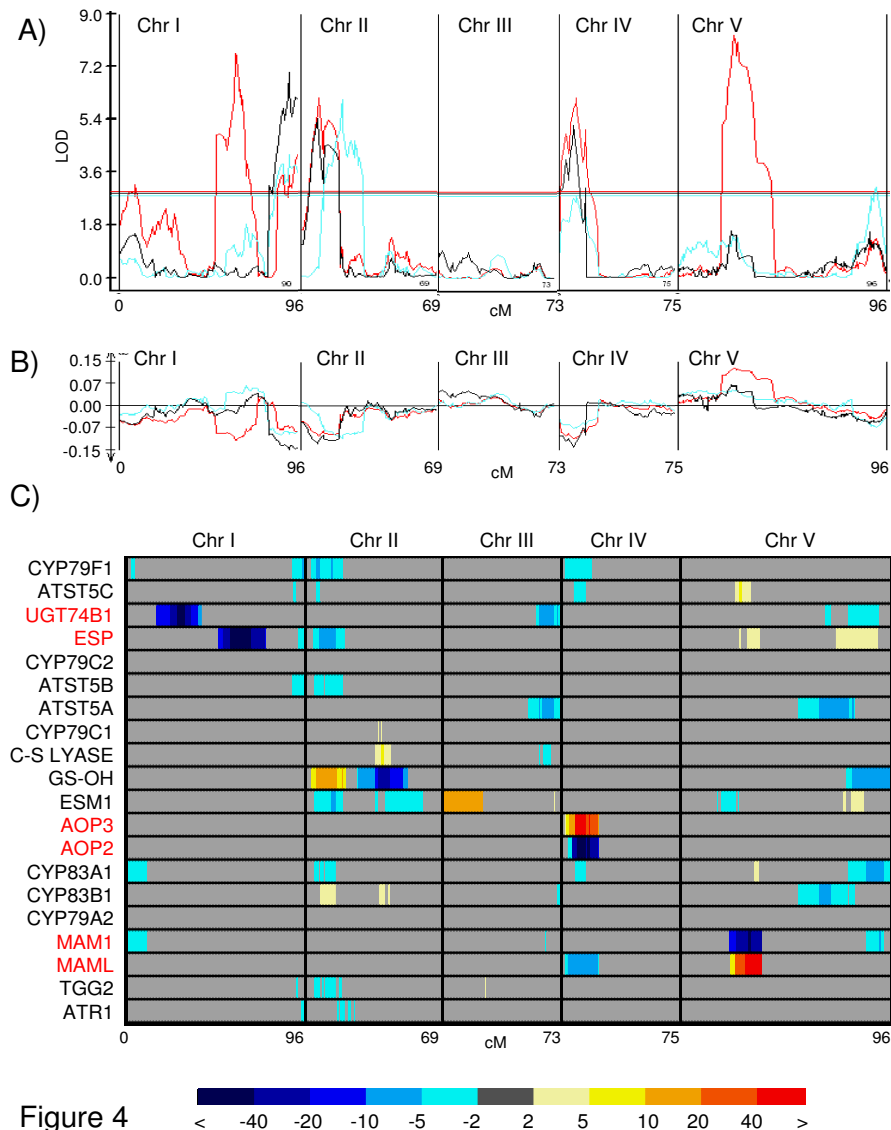 A)
Chr I Chr II Chr III Chr IV Chr V
9.0
7.2
5.4
3.6
1.8
0.0
LOD
90 69 73 75 96
0 96 69 73 75 96
cM
B)
Chr I Chr II Chr III Chr IV Chr V
0.15
0.07
0.00
-0.07
-0.15
0 96 69 73 75 96
cM
C)
Chr I Chr II Chr III Chr IV Chr V
CYP79F1
ATST5C
UGT74B1
ESP
CYP79C2
ATST5B
ATST5A
CYP79C1
C-S LYASE
GS-OH
ESM1
AOP3
AOP2
CYP83A1
CYP83B1
CYP79A2
MAM1
MAML
TGG2
ATR1
0 96 69 73 75 96
cM
Figure 4
< -40 -20 -10 -5 -2 2 5 10 20 40 >